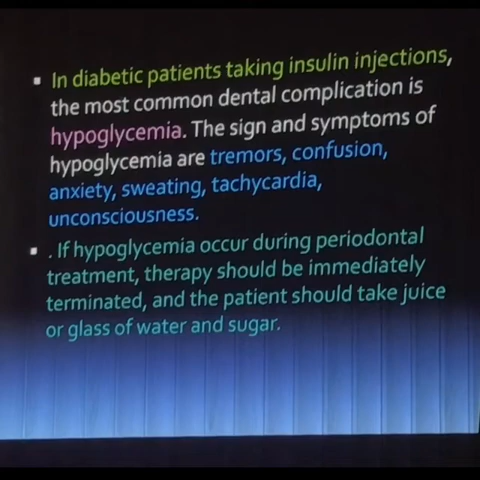 ▪ In diabetic patients taking insulin injections,
the most common dental complication is
hypoglycemia. The sign and symptoms of
hypoglycemia are tremors, confusion,
anxiety, sweating, tachycardia,
unconsciousness.
▪ . If hypoglycemia occur during periodontal
treatment, therapy should be immediately
terminated, and the patient should take juice
or glass of water and sugar.